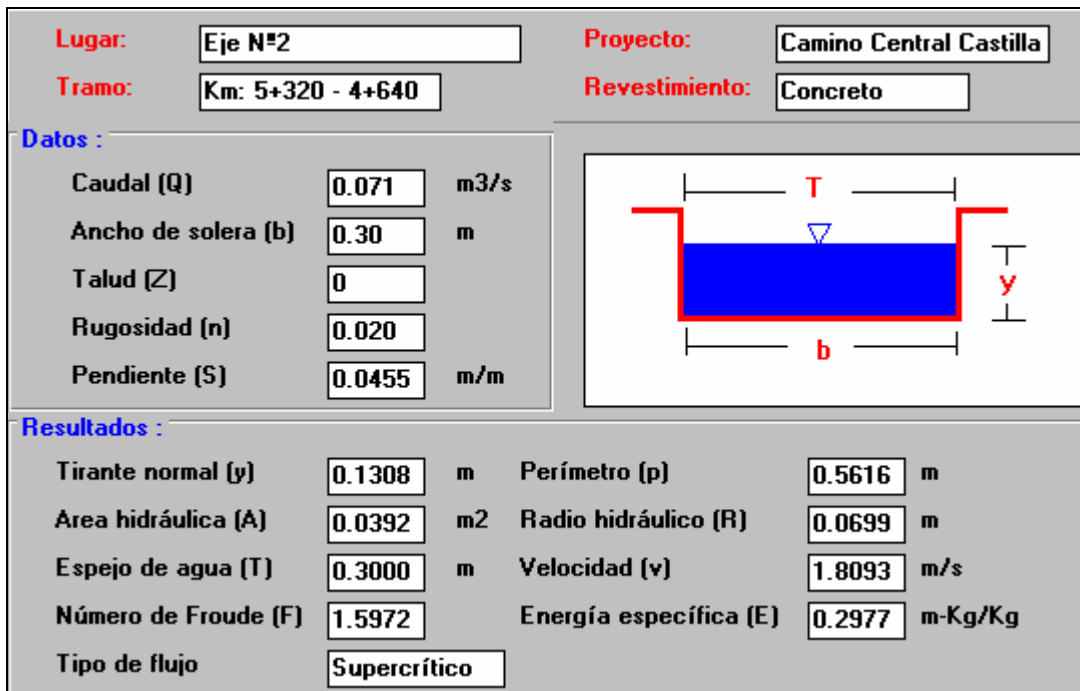 Lugar: Eje Nº2 Proyecto: Camino Central Castilla
Tramo: Km: 5+320 - 4+640 Revestimiento: Concreto
Datos :
Caudal (Q) 0.071 m3/s
Ancho de solera (b) 0.30 m
Talud (Z) 0
Rugosidad (n) 0.020
Pendiente (S) 0.0455 m/m
T
y
b
Resultados :
Tirante normal (y) 0.1308 m Perímetro (p) 0.5616 m
Area hidráulica (A) 0.0392 m2 Radio hidráulico (R) 0.0699 m
Espejo de agua (T) 0.3000 m Velocidad (v) 1.8093 m/s
Número de Froude (F) 1.5972 Energía específica (E) 0.2977 m-Kg/Kg
Tipo de flujo Supercrítico